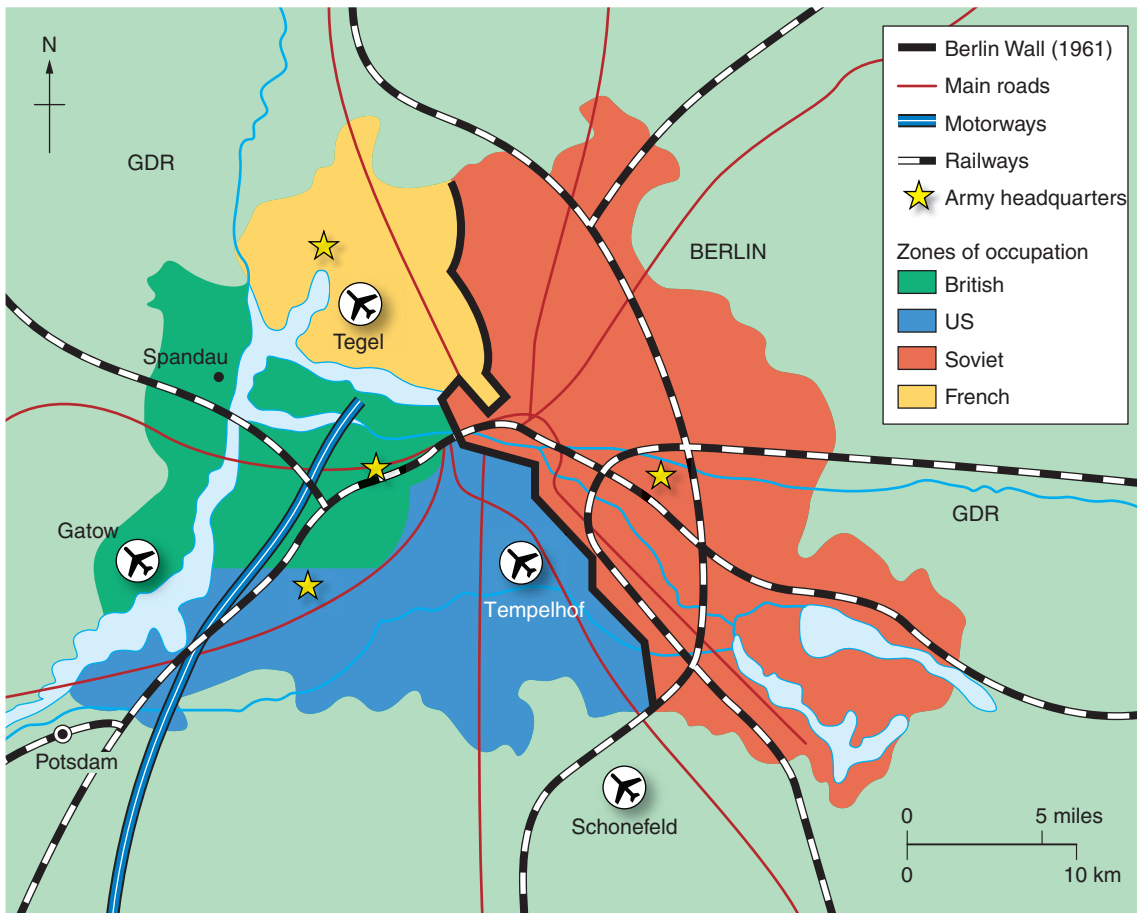 N
GDR
Berlin Wall (1961)
Main roads
Motorways
Railways
Army headquarters
Zones of occupation
British
US
Soviet
French
BERLIN
Tegel
Spandau
Gatow
GDR
Tempelhof
Potsdam
Schonefeld
0 5 miles
0 10 km